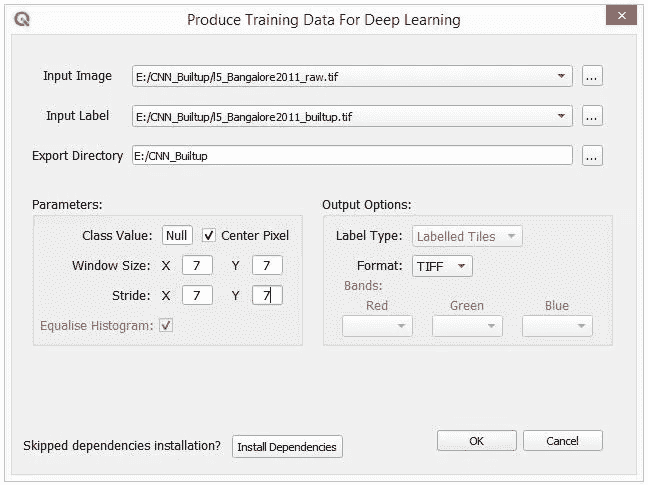 Produce Training Data For Deep Learning
Input Image E:/CNN_Builtup/l5_Bangalore2011_raw.tif ...
Input Label E:/CNN_Builtup/l5_Bangalore2011_builtup.tif ...
Export Directory E:/CNN_Builtup ...
Parameters:
Class Value: Null Center Pixel
Window Size: X 7 Y 7
Stride: X 7 Y 7
Equalise Histogram:
Output Options:
Label Type: Labelled Tiles
Format: TIFF
Bands:
Red Green Blue
Skipped dependencies installation? Install Dependencies OK Cancel